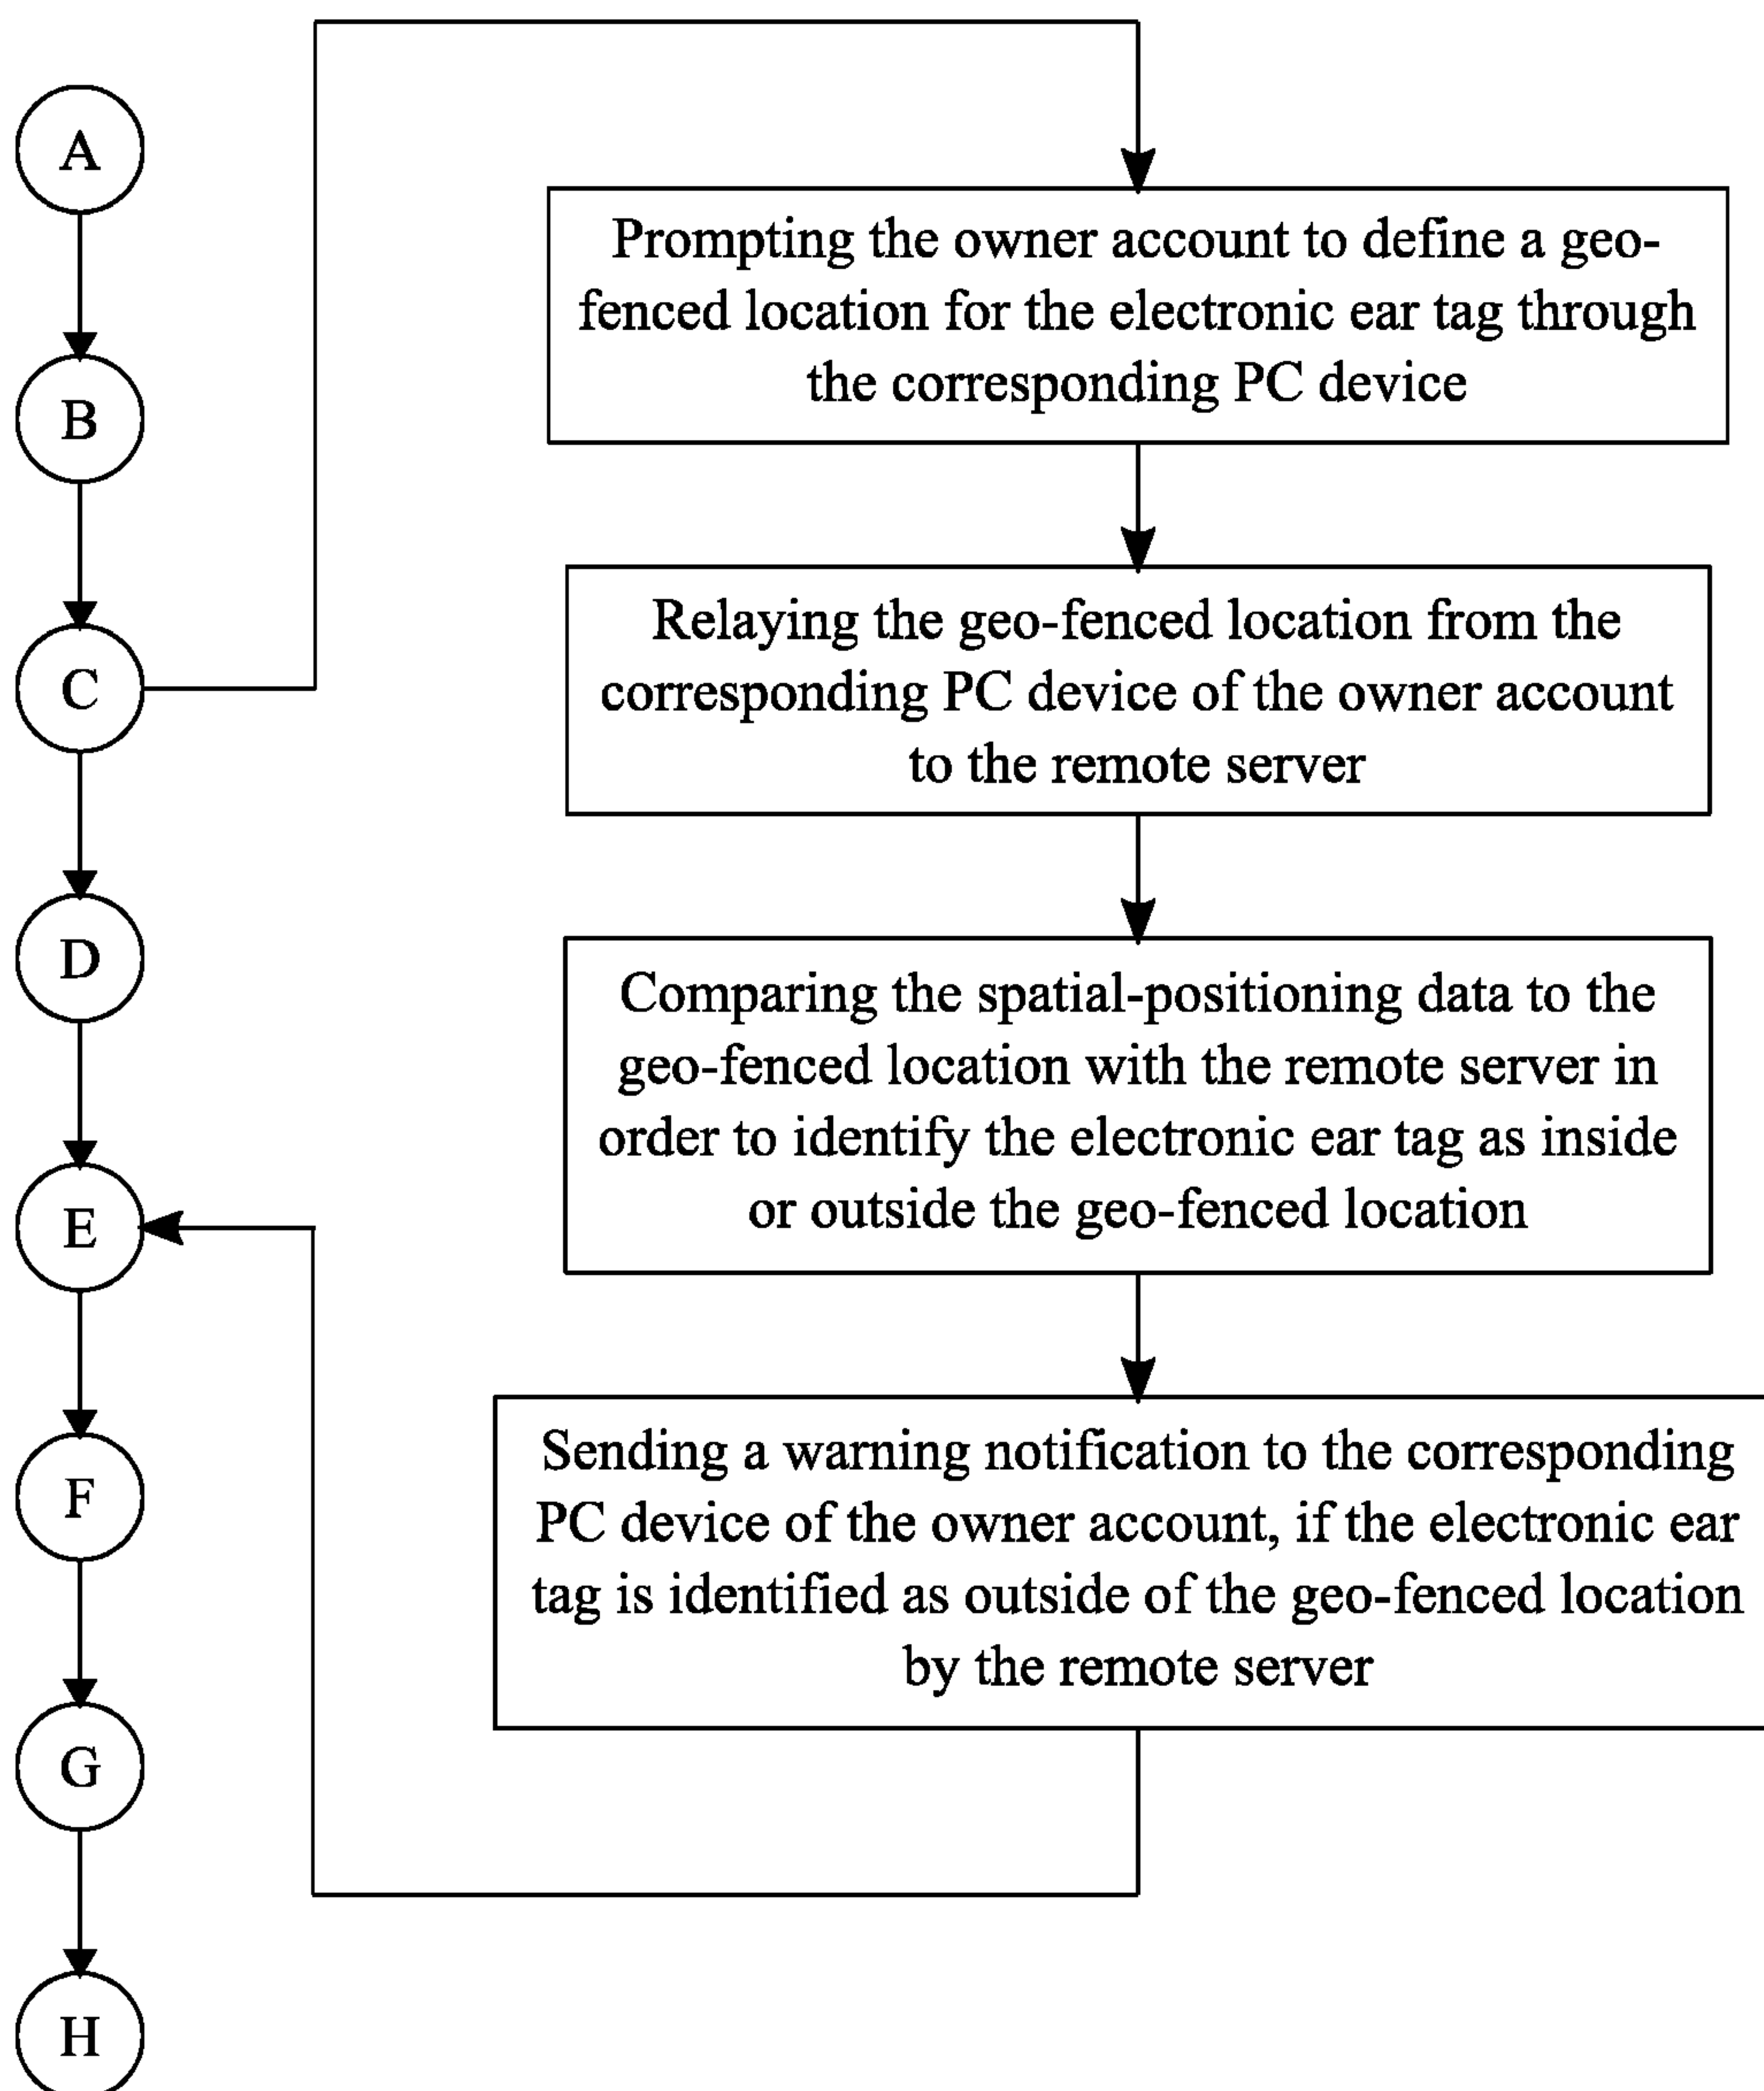 A
B
C
D
E
F
G
H
Prompting the owner account to define a geo-
fenced location for the electronic ear tag through
the corresponding PC device
Relaying the geo-fenced location from the
corresponding PC device of the owner account
to the remote server
Comparing the spatial-positioning data to the
geo-fenced location with the remote server in
order to identify the electronic ear tag as inside
or outside the geo-fenced location
Sending a warning notification to the corresponding
PC device of the owner account, if the electronic ear
tag is identified as outside of the geo-fenced location
by the remote server